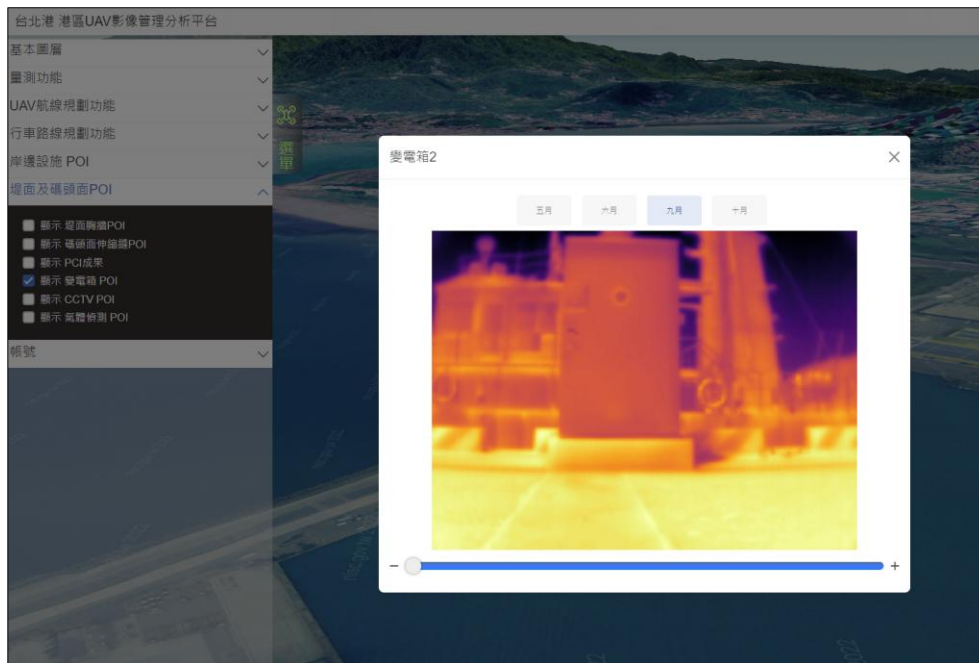 台北港 港區UAV影像管理分析平台
基本圖層
量測功能
UAV航線規劃功能
行車路線規劃功能
岸邊設施 POI
堤面及碼頭面POI
顯示 堤面胸牆POI
顯示 碼頭面伸縮縫POI
顯示 PCI成果
顯示 變電箱 POI
顯示 CCTV POI
顯示 氣體偵測 POI
帳號
選單
變電箱2
五月 六月 九月 十月